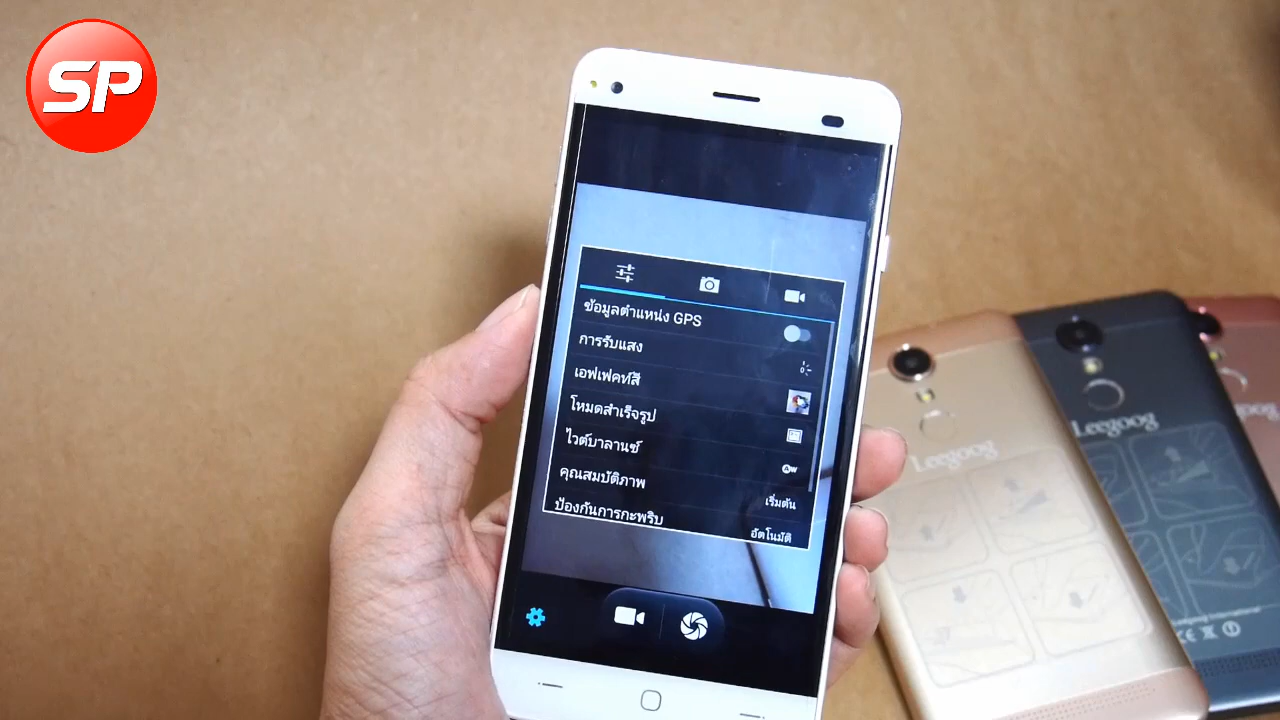 SP
ข้อมูลตำแหน่ง GPS
การรับแสง
เอฟเฟคท์สี
โหมดสำเร็จรูป
ไวต์บาลานซ์
คุณสมบัติภาพ
เริ่มต้น
ป้องกันการกะพริบ
อัตโนมัติ
Leegoog
Leegoog